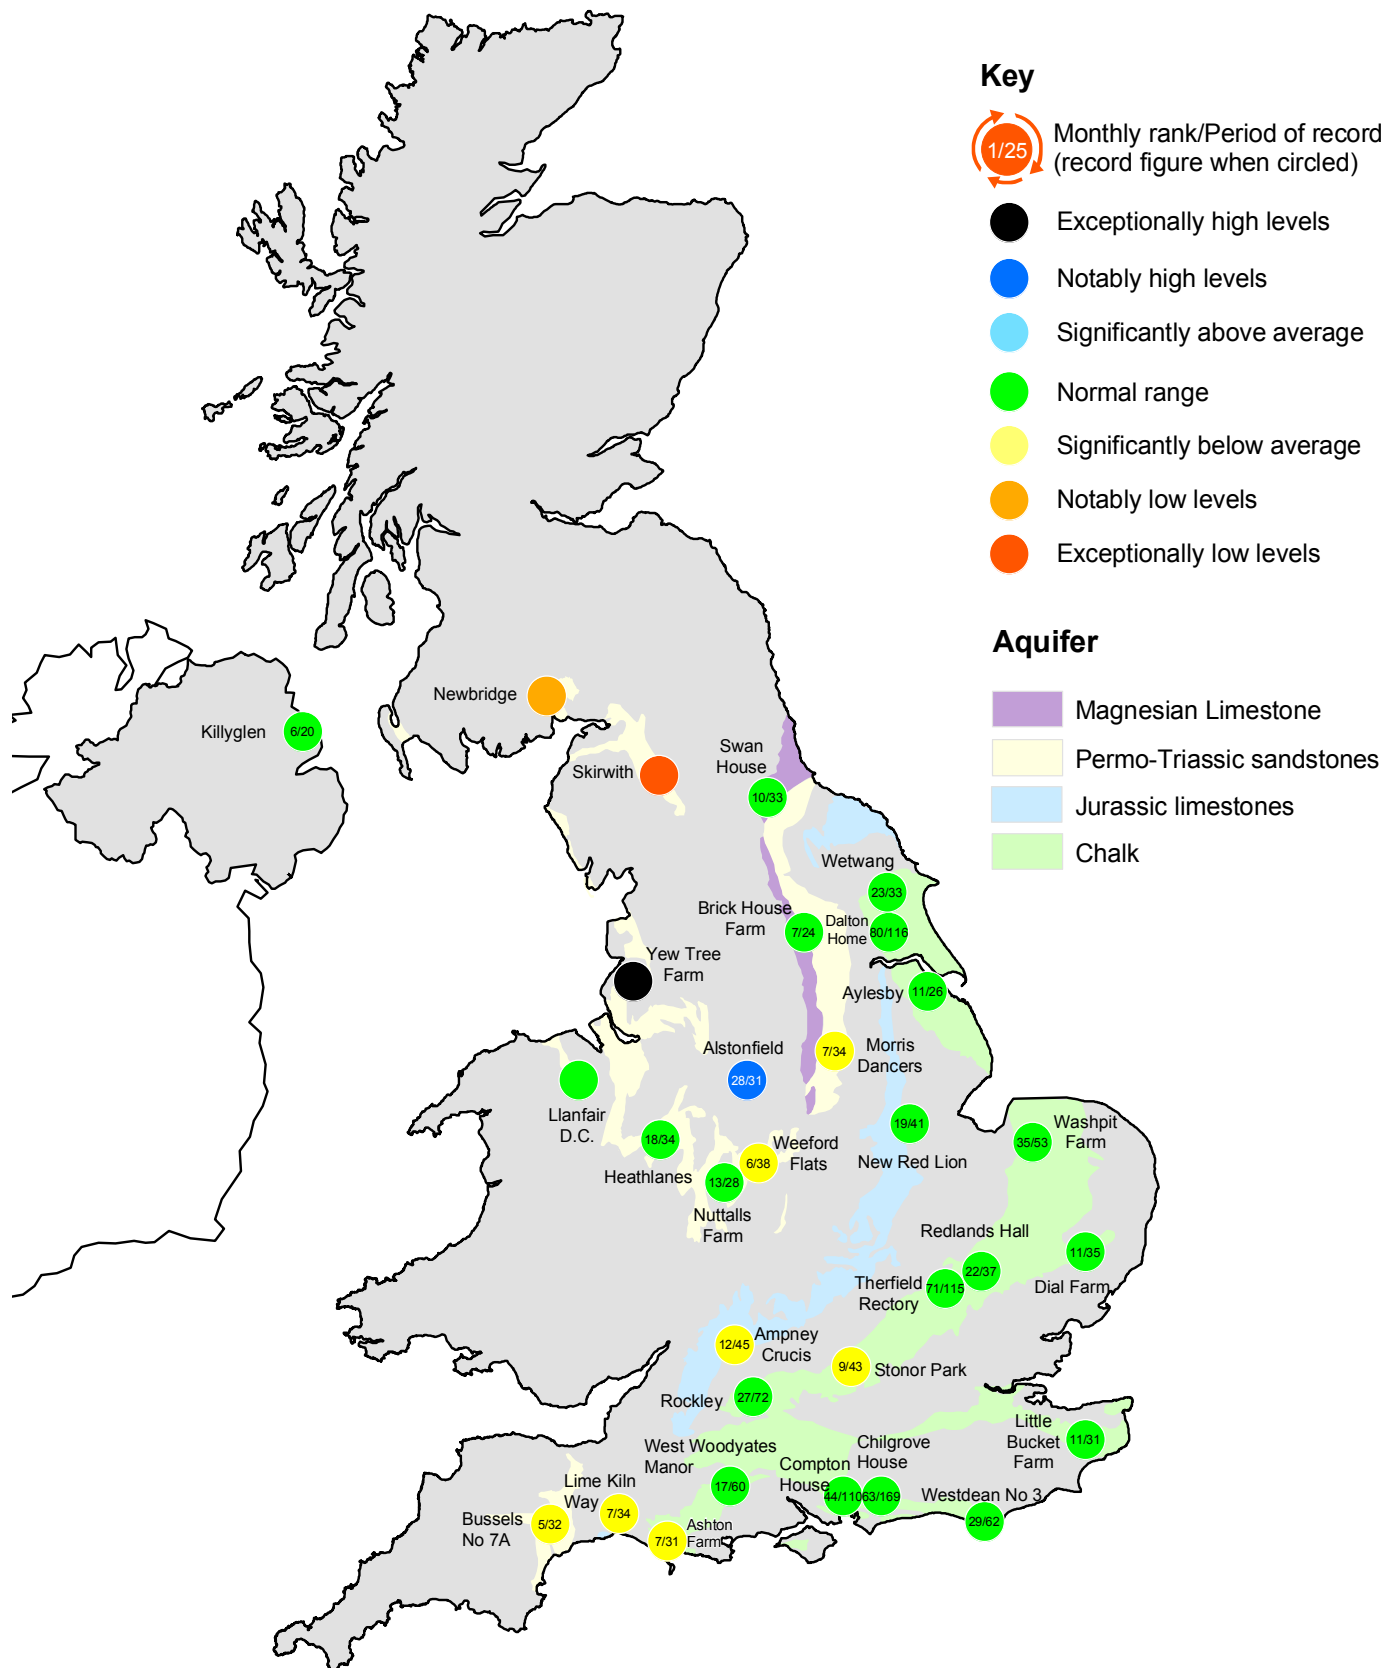 Key
1/25
Monthly rank/Period of record
(record figure when circled)
Exceptionally high levels
Notably high levels
Significantly above average
Normal range
Significantly below average
Notably low levels
Exceptionally low levels
Aquifer
Magnesian Limestone
Permo-Triassic sandstones
Jurassic limestones
Chalk
Newbridge
Killyglen
6/20
Skirwith
Swan
House
10/33
Wetwang
23/33
Brick House
Farm
7/24
Dalton
Home
80/116
Yew Tree
Farm
Aylesby
11/26
Alstonfield
28/31
7/34
Morris
Dancers
Llanfair
D.C.
18/34
Heathlanes
Weeford
Flats
6/38
13/28
Nuttalls
Farm
19/41
New Red Lion
Washpit
Farm
35/53
Redlands Hall
22/37
Therfield
Rectory
71/115
11/35
Dial Farm
Ampney
Crucis
12/45
9/43
Stonor Park
Rockley
27/72
West Woodyates
Manor
17/60
Chilgrove
House
63/169
Compton
House
44/110
Little
Bucket
Farm
11/31
Westdean No 3
29/62
Lime Kiln
Way
7/34
Bussels
No 7A
5/32
Ashton
Farm
7/31